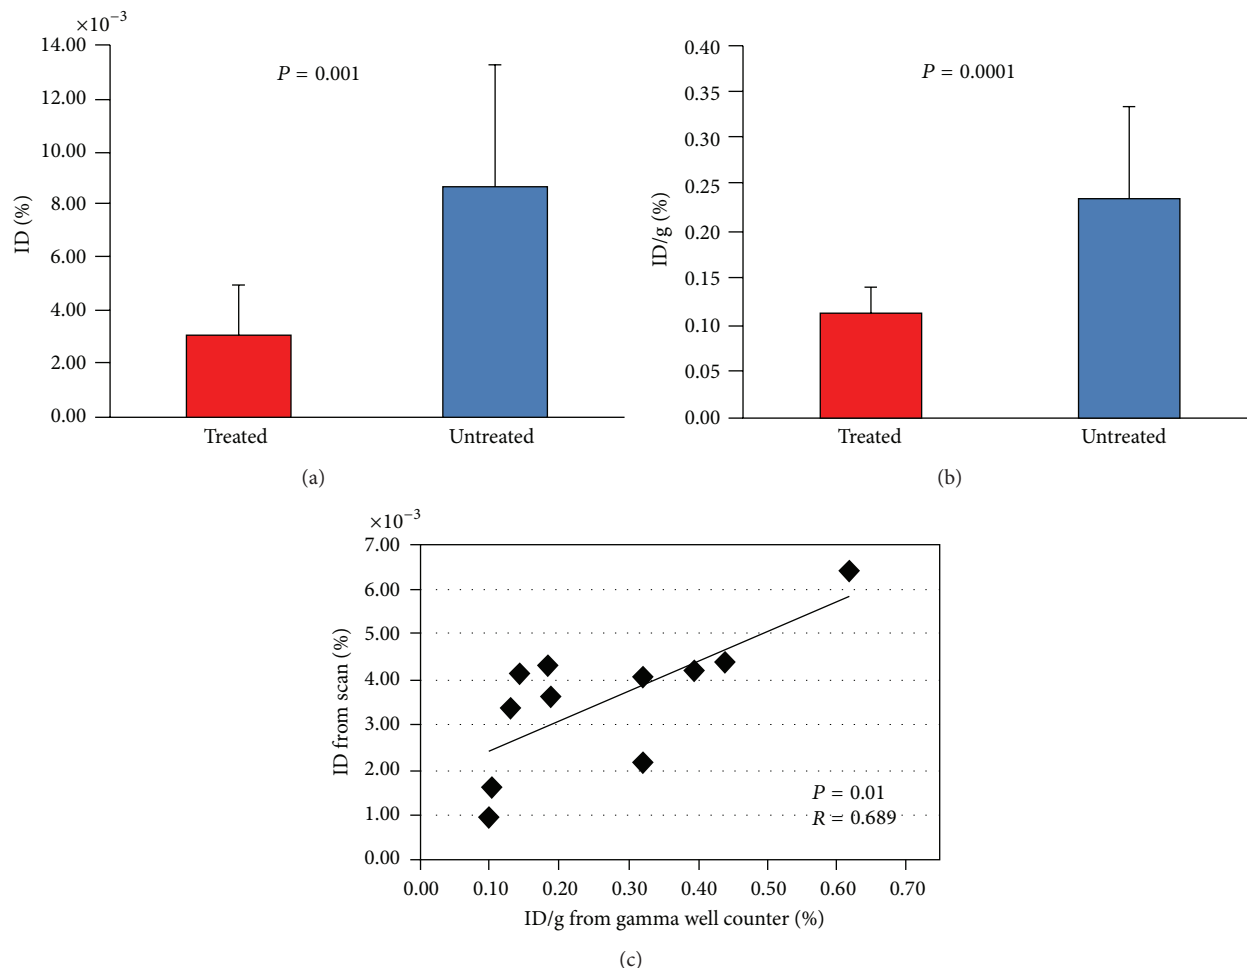 ×10⁻³
14.00
12.00
10.00
8.00
6.00
4.00
2.00
0.00
ID (%)
P = 0.001
Treated
Untreated
(a)
0.40
0.35
0.30
0.25
0.20
0.15
0.10
0.05
0.00
ID/g (%)
P = 0.0001
Treated
Untreated
(b)
×10⁻³
7.00
6.00
5.00
4.00
3.00
2.00
1.00
0.00
ID from scan (%)
P = 0.01
R = 0.689
0.00 0.10 0.20 0.30 0.40 0.50 0.60 0.70
ID/g from gamma well counter (%)
(c)